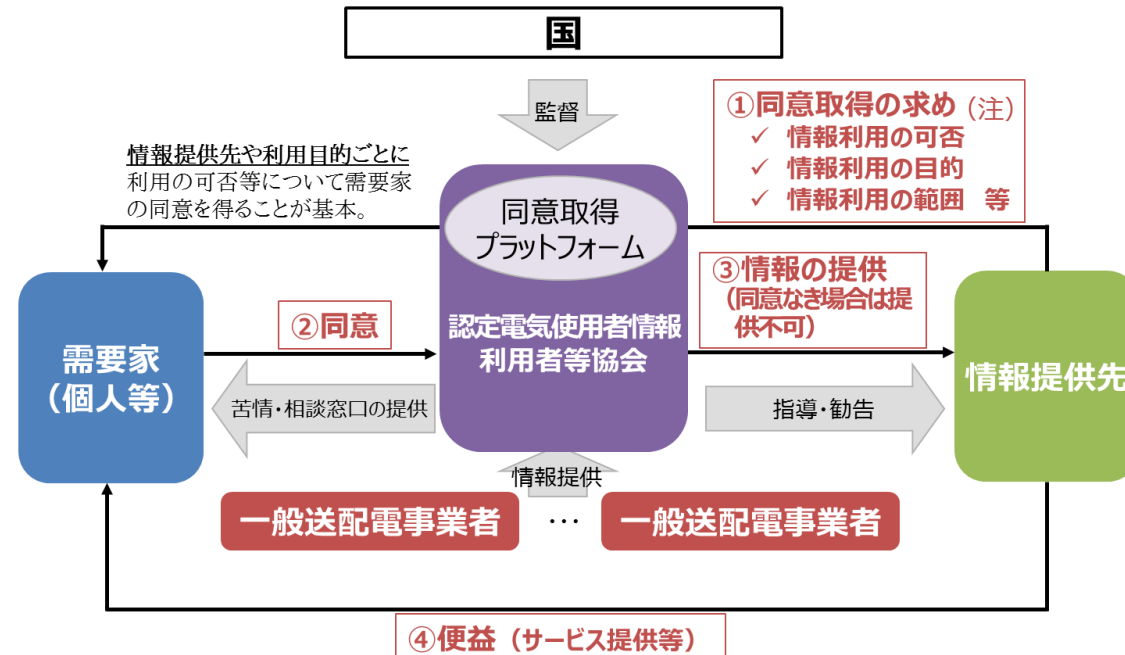 国
監督
①同意取得の求め（注）
✓ 情報利用の可否
✓ 情報利用の目的
✓ 情報利用の範囲 等
情報提供先や利用目的ごとに
利用の可否等について需要家
の同意を得ることが基本。
同意取得
プラットフォーム
③情報の提供
（同意なき場合は提
供不可）
②同意
認定電気使用者情報
利用者等協会
需要家
（個人等）
情報提供先
苦情・相談窓口の提供
指導・勧告
情報提供
一般送配電事業者 … 一般送配電事業者
④便益（サービス提供等）